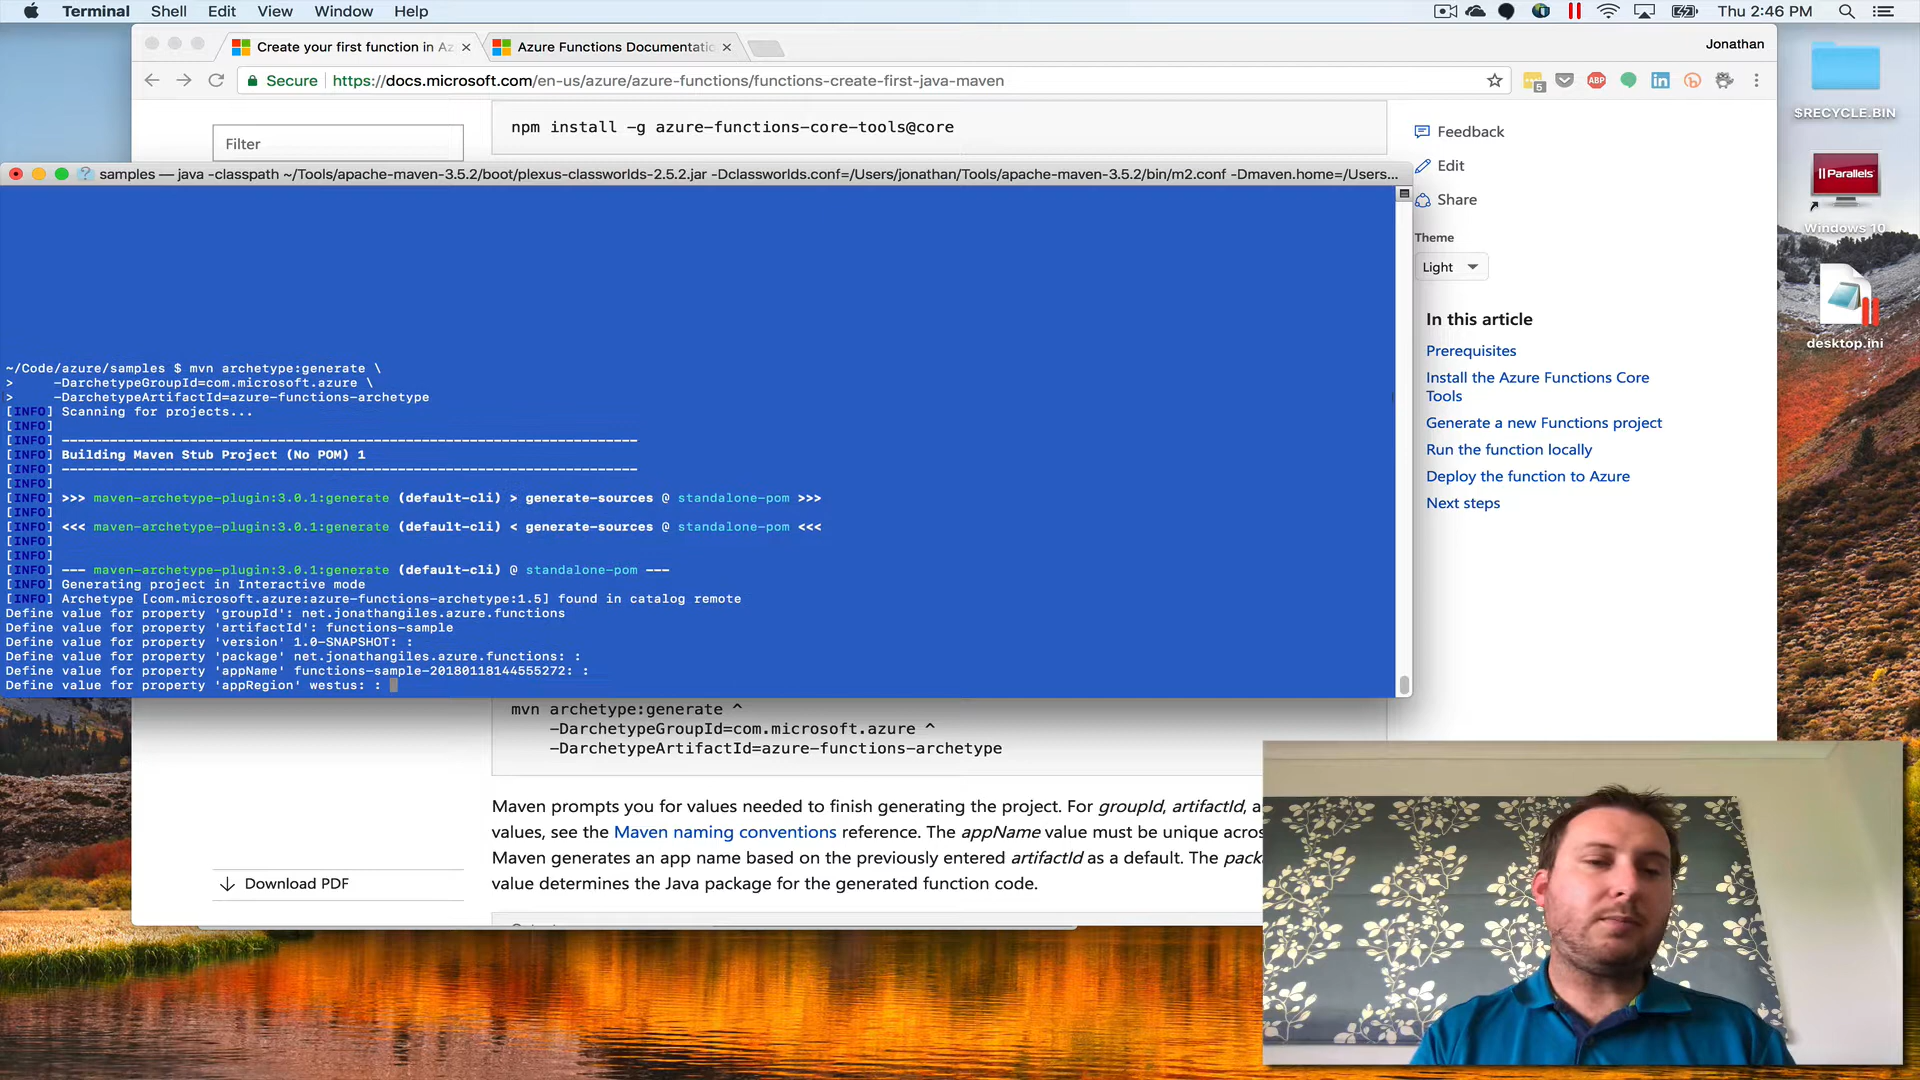 Terminal Shell Edit View Window Help Thu 2:46 PM
Create your first function in Az
Azure Functions Documentatio
Jonathan
Secure https://docs.microsoft.com/en-us/azure/azure-functions/functions-create-first-java-maven
ABP
5
$RECYCLE.BIN
Parallels
Windows 10
desktop.ini
Filter
npm install -g azure-functions-core-tools@core
Feedback
Edit
Share
Theme
Light
In this article
Prerequisites
Install the Azure Functions Core
Tools
Generate a new Functions project
Run the function locally
Deploy the function to Azure
Next steps
samples — java -classpath ~/Tools/apache-maven-3.5.2/boot/plexus-classworlds-2.5.2.jar -Dclassworlds.conf=/Users/jonathan/Tools/apache-maven-3.5.2/bin/m2.conf -Dmaven.home=/Users...
~/Code/azure/samples $ mvn archetype:generate \
> -DarchetypeGroupId=com.microsoft.azure \
> -DarchetypeArtifactId=azure-functions-archetype
[INFO] Scanning for projects...
[INFO]
[INFO] ------------------------------------------------------------------------
[INFO] Building Maven Stub Project (No POM) 1
[INFO] ------------------------------------------------------------------------
[INFO]
[INFO] >>> maven-archetype-plugin:3.0.1:generate (default-cli) > generate-sources @ standalone-pom >>>
[INFO]
[INFO] <<< maven-archetype-plugin:3.0.1:generate (default-cli) < generate-sources @ standalone-pom <<<
[INFO]
[INFO]
[INFO] --- maven-archetype-plugin:3.0.1:generate (default-cli) @ standalone-pom ---
[INFO] Generating project in Interactive mode
[INFO] Archetype [com.microsoft.azure:azure-functions-archetype:1.5] found in catalog remote
Define value for property 'groupId': net.jonathangiles.azure.functions
Define value for property 'artifactId': functions-sample
Define value for property 'version' 1.0-SNAPSHOT: :
Define value for property 'package' net.jonathangiles.azure.functions: :
Define value for property 'appName' functions-sample-20180118144555272: :
Define value for property 'appRegion' westus: :
mvn archetype:generate ^
-DarchetypeGroupId=com.microsoft.azure ^
-DarchetypeArtifactId=azure-functions-archetype
Maven prompts you for values needed to finish generating the project. For groupId, artifactId, a
values, see the Maven naming conventions reference. The appName value must be unique acros
Maven generates an app name based on the previously entered artifactId as a default. The pack
value determines the Java package for the generated function code.
Download PDF